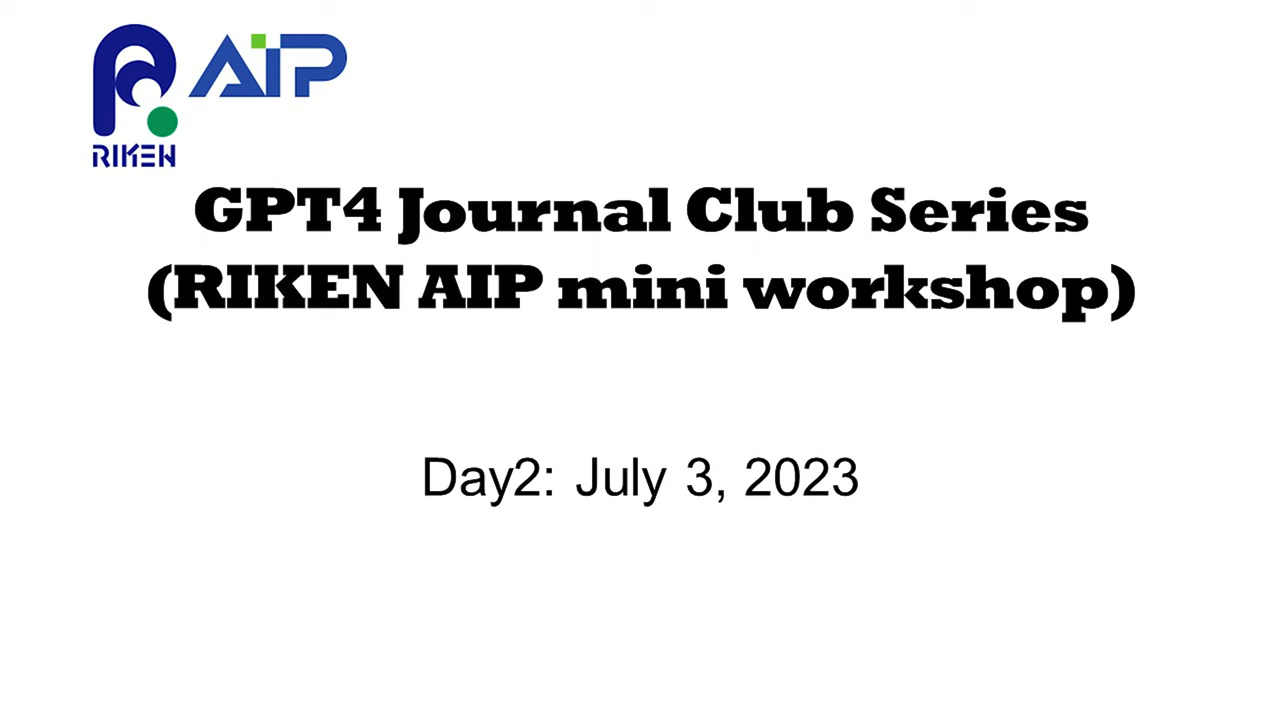 AIP
RIKEN
GPT4 Journal Club Series
(RIKEN AIP mini workshop)
Day2: July 3, 2023